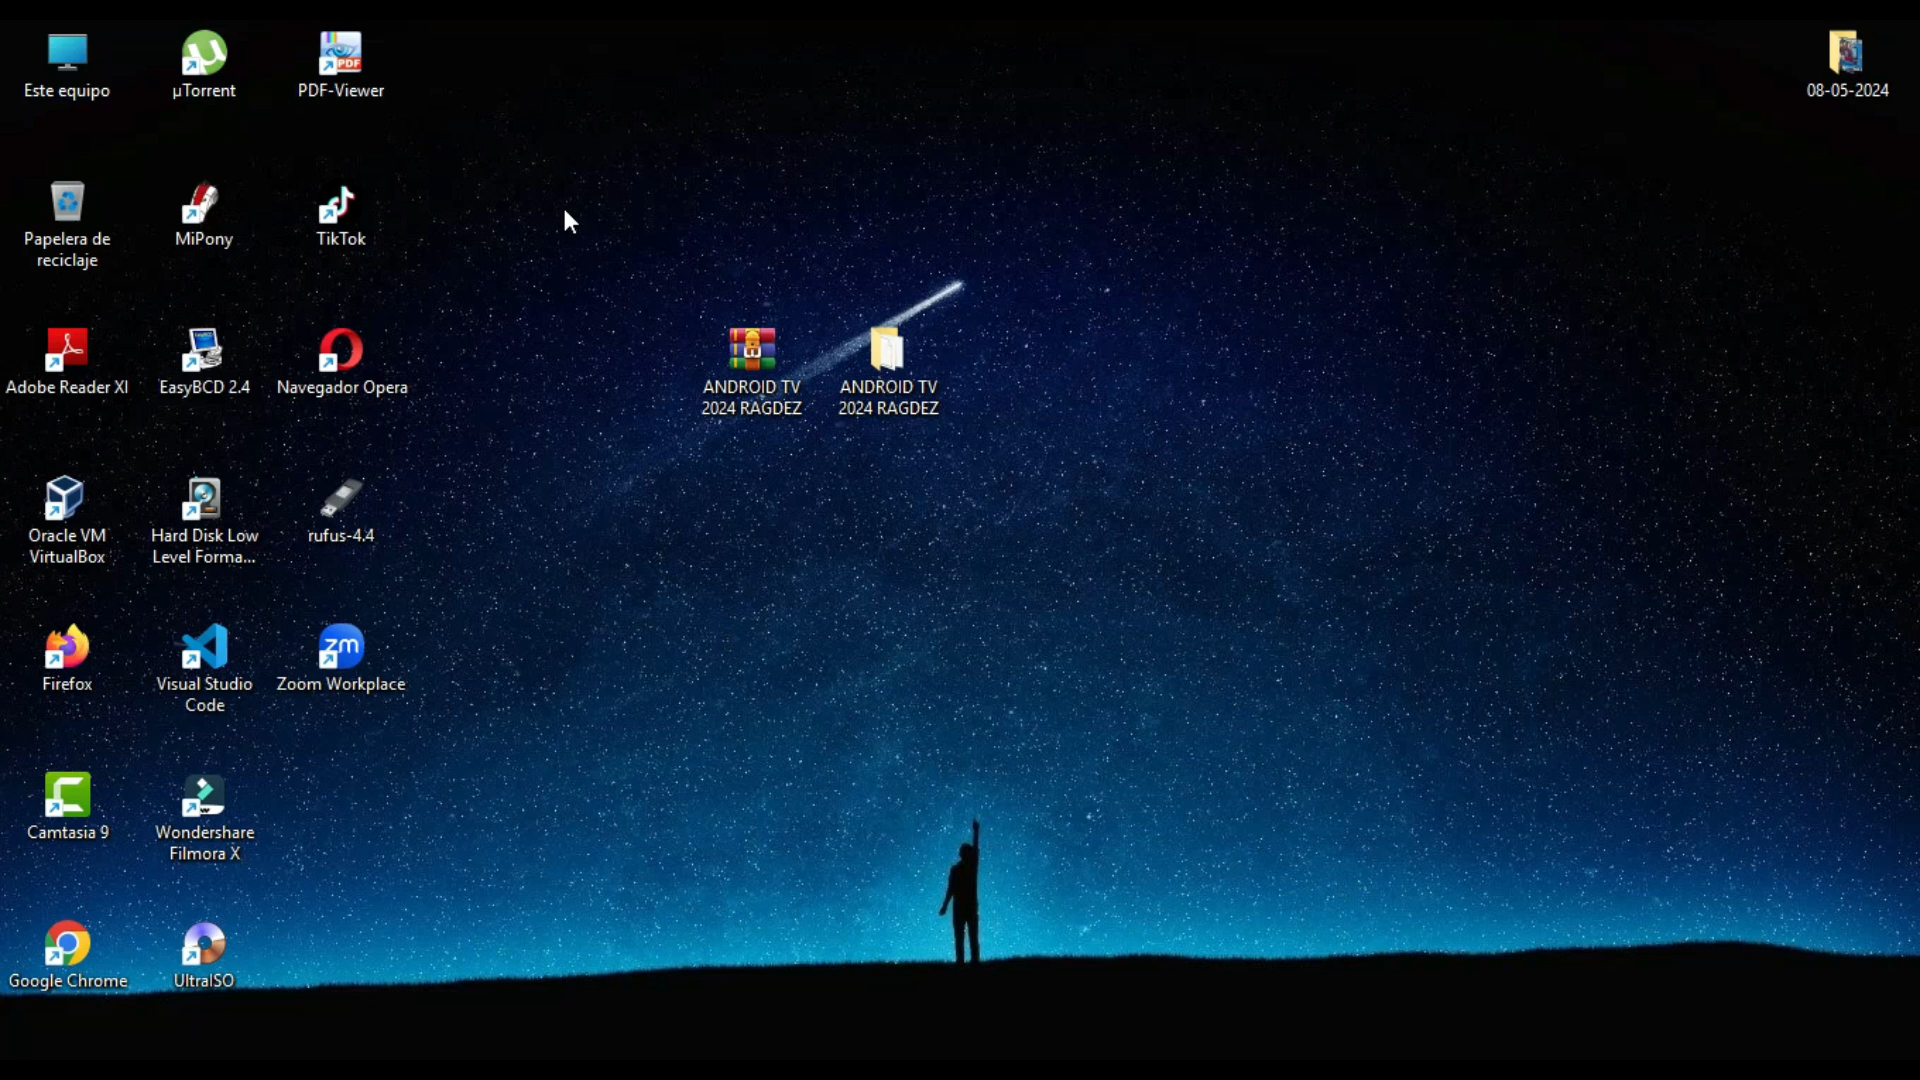 Este equipo
µTorrent
PDF
PDF-Viewer
08-05-2024
Papelera de
reciclaje
MiPony
TikTok
Adobe Reader XI
EasyBCD 2.4
Navegador Opera
ANDROID TV
2024 RAGDEZ
ANDROID TV
2024 RAGDEZ
Oracle VM
VirtualBox
Hard Disk Low
Level Forma...
rufus-4.4
Firefox
Visual Studio
Code
zm
Zoom Workplace
Camtasia 9
Wondershare
Filmora X
Google Chrome
UltraISO